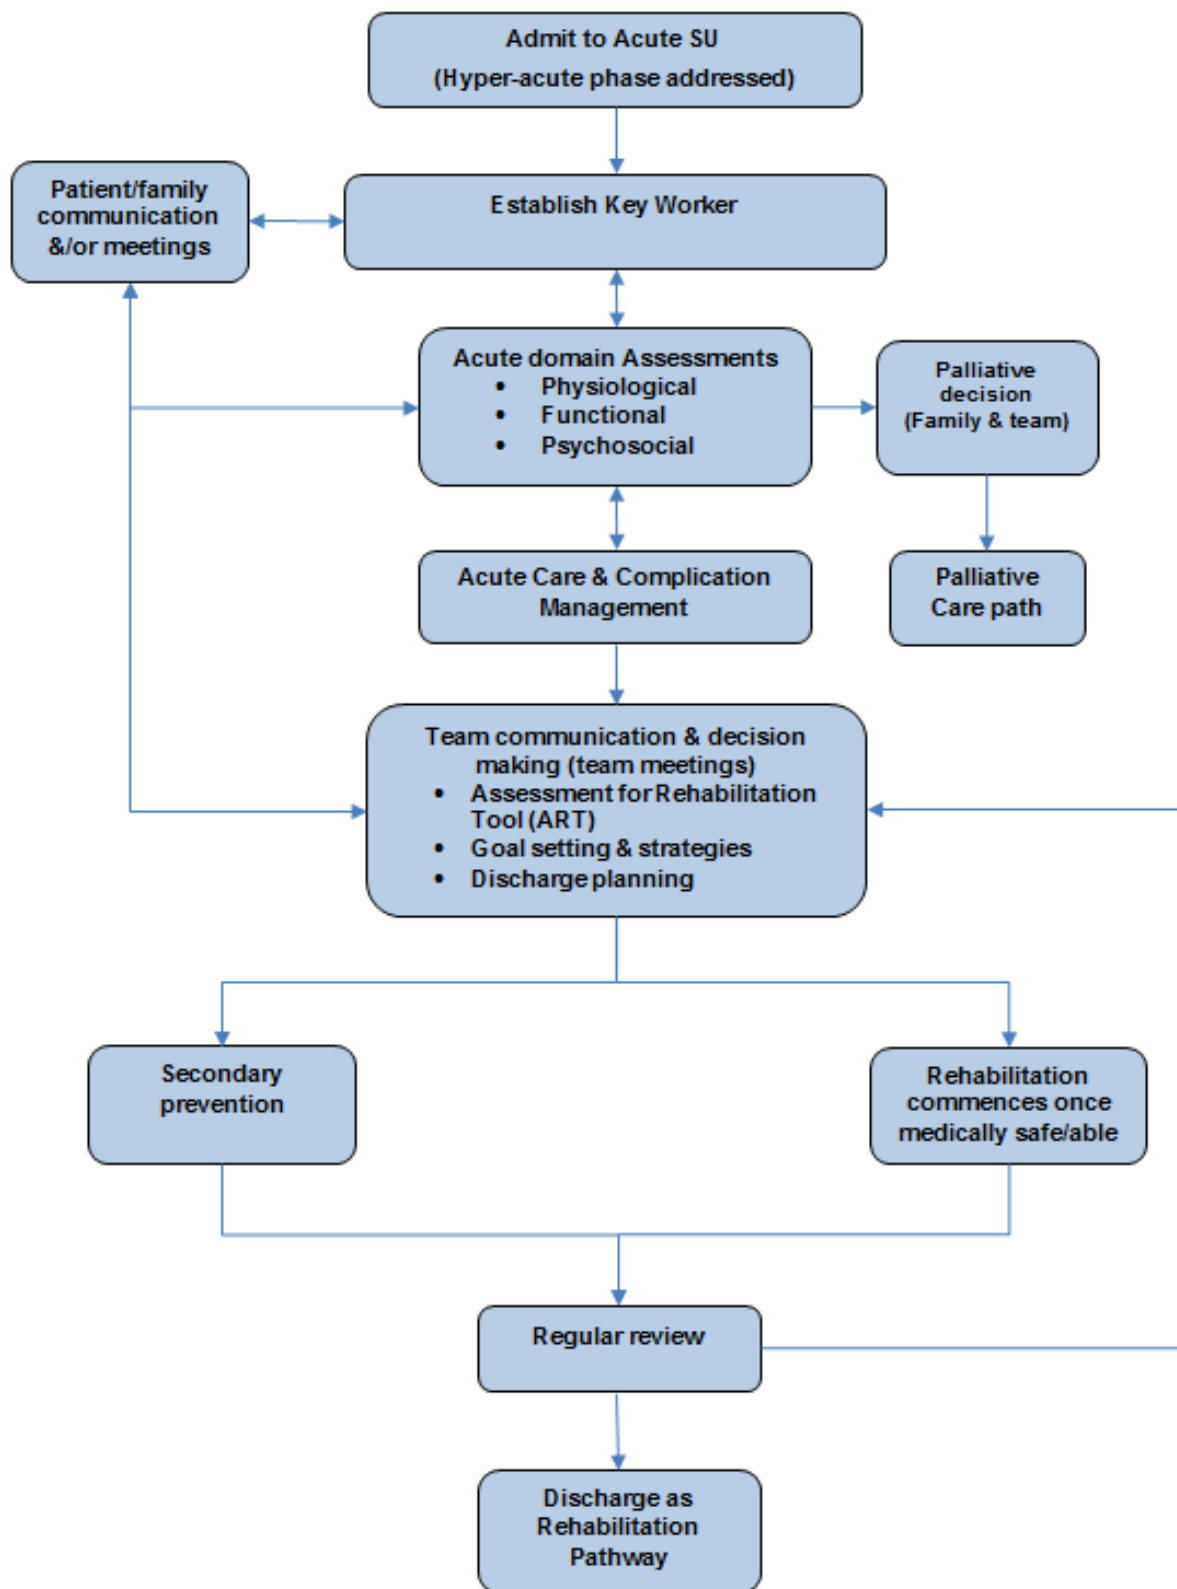 Admit to Acute SU
(Hyper-acute phase addressed)
Patient/family
communication
&/or meetings
Establish Key Worker
Acute domain Assessments
• Physiological
• Functional
• Psychosocial
Palliative
decision
(Family & team)
Acute Care & Complication
Management
Palliative
Care path
Team communication & decision
making (team meetings)
• Assessment for Rehabilitation
Tool (ART)
• Goal setting & strategies
• Discharge planning
Secondary
prevention
Rehabilitation
commences once
medically safe/able
Regular review
Discharge as
Rehabilitation
Pathway